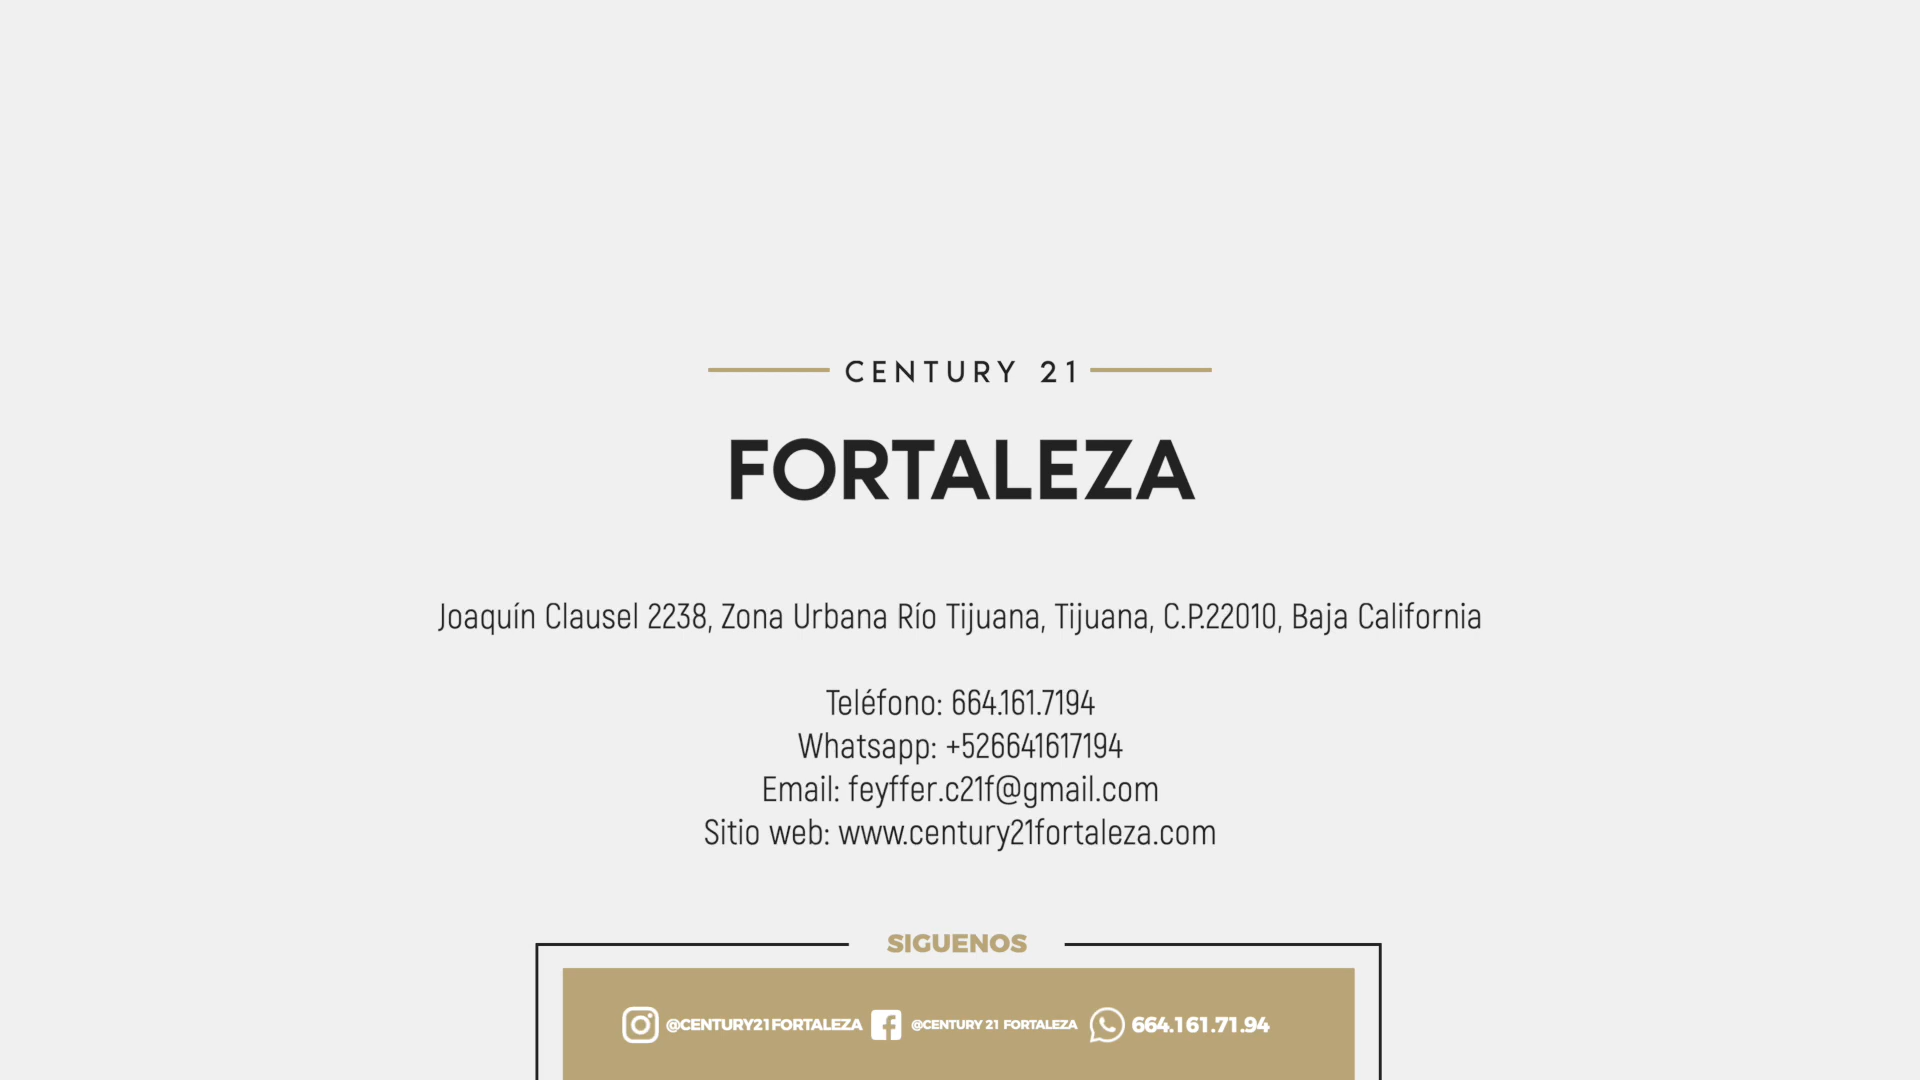 CENTURY 21
FORTALEZA
Joaquín Clausel 2238, Zona Urbana Río Tijuana, Tijuana, C.P.22010, Baja California
Teléfono: 664.161.7194
Whatsapp: +526641617194
Email: feyffer.c21f@gmail.com
Sitio web: www.century21fortaleza.com
SIGUENOS
@CENTURY21FORTALEZA @CENTURY 21 FORTALEZA 664.161.71.94